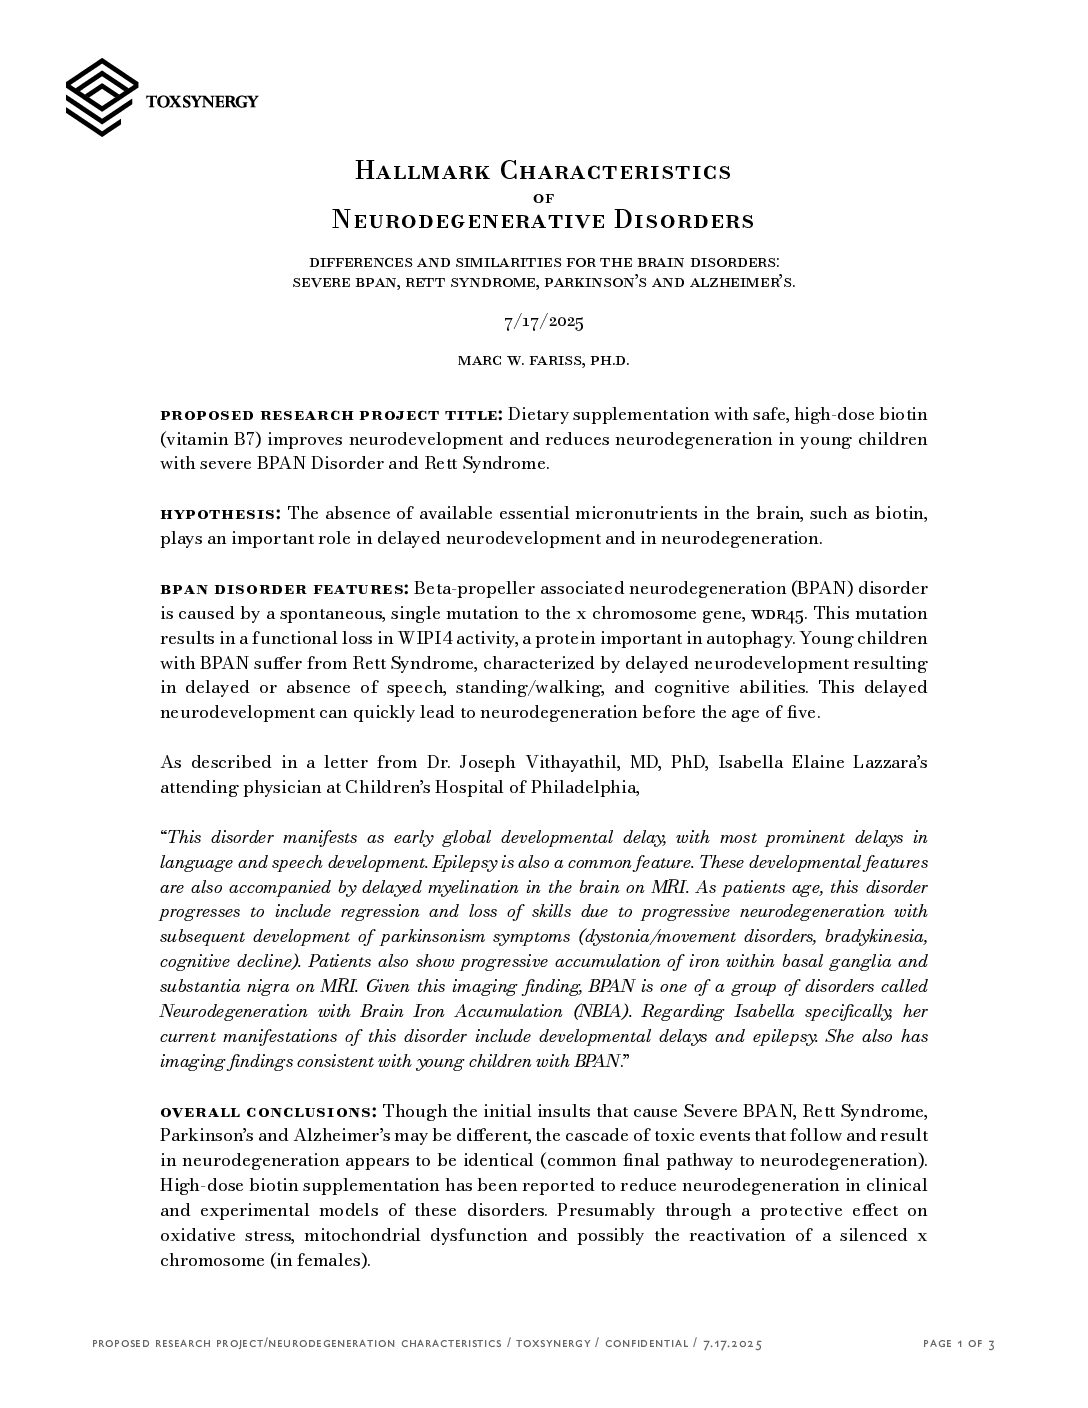 TOXSYNERGY
Hallmark Characteristics
of
Neurodegenerative Disorders
differences and similarities for the brain disorders:
severe bpan, rett syndrome, parkinson's and alzheimer's.
7/17/2025
marc w. fariss, ph.d.
proposed research project title: Dietary supplementation with safe, high-dose biotin
(vitamin B7) improves neurodevelopment and reduces neurodegeneration in young children
with severe BPAN Disorder and Rett Syndrome.
hypothesis: The absence of available essential micronutrients in the brain, such as biotin,
plays an important role in delayed neurodevelopment and in neurodegeneration.
BPAN disorder features: Beta-propeller associated neurodegeneration (BPAN) disorder
is caused by a spontaneous, single mutation to the x chromosome gene, wdr45. This mutation
results in a functional loss in WIPI4 activity, a protein important in autophagy. Young children
with BPAN suffer from Rett Syndrome, characterized by delayed neurodevelopment resulting
in delayed or absence of speech, standing/walking, and cognitive abilities. This delayed
neurodevelopment can quickly lead to neurodegeneration before the age of five.
As described in a letter from Dr. Joseph Vithayathil, MD, PhD, Isabella Elaine Lazzara's
attending physician at Children's Hospital of Philadelphia,
“This disorder manifests as early global developmental delay, with most prominent delays in
language and speech development. Epilepsy is also a common feature. These developmental features
are also accompanied by delayed myelination in the brain on MRI. As patients age, this disorder
progresses to include regression and loss of skills due to progressive neurodegeneration with
subsequent development of parkinsonism symptoms (dystonia/movement disorders, bradykinesia,
cognitive decline). Patients also show progressive accumulation of iron within basal ganglia and
substantia nigra on MRI. Given this imaging finding, BPAN is one of a group of disorders called
Neurodegeneration with Brain Iron Accumulation (NBIA). Regarding Isabella specifically, her
current manifestations of this disorder include developmental delays and epilepsy. She also has
imaging findings consistent with young children with BPAN.”
overall conclusions: Though the initial insults that cause Severe BPAN, Rett Syndrome,
Parkinson's and Alzheimer's may be different, the cascade of toxic events that follow and result
in neurodegeneration appears to be identical (common final pathway to neurodegeneration).
High-dose biotin supplementation has been reported to reduce neurodegeneration in clinical
and experimental models of these disorders. Presumably through a protective effect on
oxidative stress, mitochondrial dysfunction and possibly the reactivation of a silenced x
chromosome (in females).
proposed research project/neurodegeneration characteristics / toxsynergy / confidential / 7.17.2025 page 1 of 3